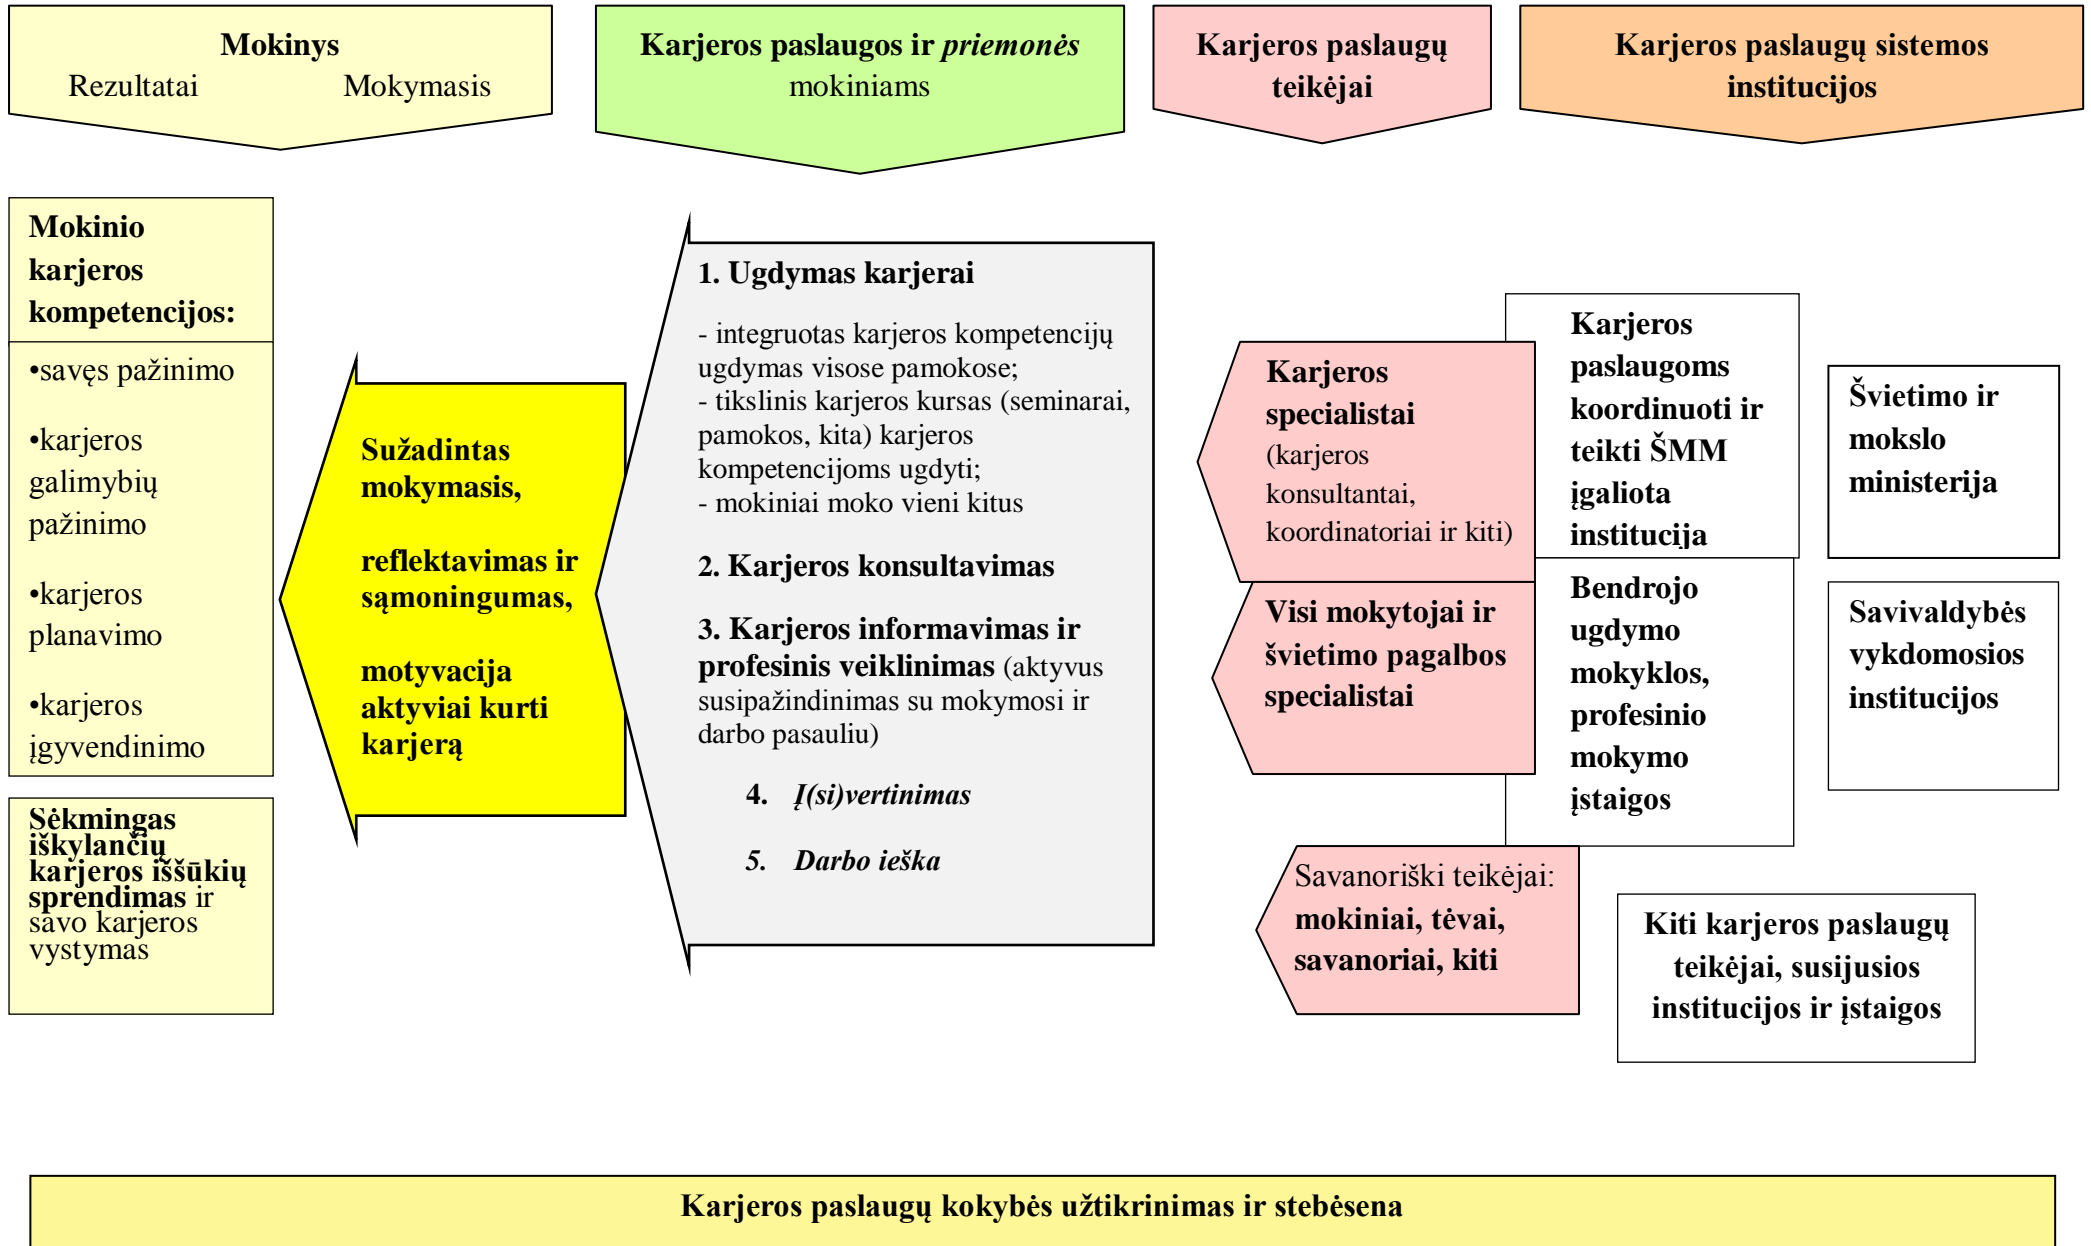 Mokinys
Rezultatai Mokymasis
Karjeros paslaugos ir priemonės
mokiniams
Karjeros paslaugų
teikėjai
Karjeros paslaugų sistemos
institucijos
Mokinio
karjeros
kompetencijos:
•savęs pažinimo
•karjeros
galimybių
pažinimo
•karjeros
planavimo
•karjeros
įgyvendinimo
Sėkmingas
iškylančių
karjeros iššūkių
sprendimas ir
savo karjeros
vystymas
Sužadintas
mokymasis,
reflektavimas ir
sąmoningumas,
motyvacija
aktyviai kurti
karjerą
1. Ugdymas karjerai
- integruotas karjeros kompetencijų
ugdymas visose pamokose;
- tikslinis karjeros kursas (seminarai,
pamokos, kita) karjeros
kompetencijoms ugdyti;
- mokiniai moko vieni kitus
2. Karjeros konsultavimas
3. Karjeros informavimas ir
profesinis veiklinimas (aktyvus
susipažindinimas su mokymosi ir
darbo pasauliu)
4. Į(si)vertinimas
5. Darbo ieška
Karjeros
specialistai
(karjeros
konsultantai,
koordinatoriai ir kiti)
Visi mokytojai ir
švietimo pagalbos
specialistai
Savanoriški teikėjai:
mokiniai, tėvai,
savanoriai, kiti
Karjeros
paslaugoms
koordinuoti ir
teikti ŠMM
įgaliota
institucija
Bendrojo
ugdymo
mokyklos,
profesinio
mokymo
įstaigos
Švietimo ir
mokslo
ministerija
Savivaldybės
vykdomosios
institucijos
Kiti karjeros paslaugų
teikėjai, susijusios
institucijos ir įstaigos
Karjeros paslaugų kokybės užtikrinimas ir stebėsena